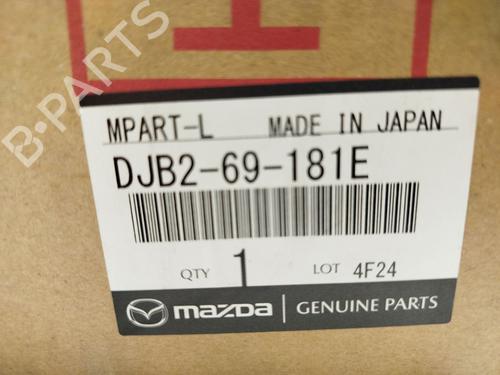 B-PARTS
MPART-L MADE IN JAPAN
DJB2-69-181E
QTY 1 LOT 4F24
mazda GENUINE PARTS